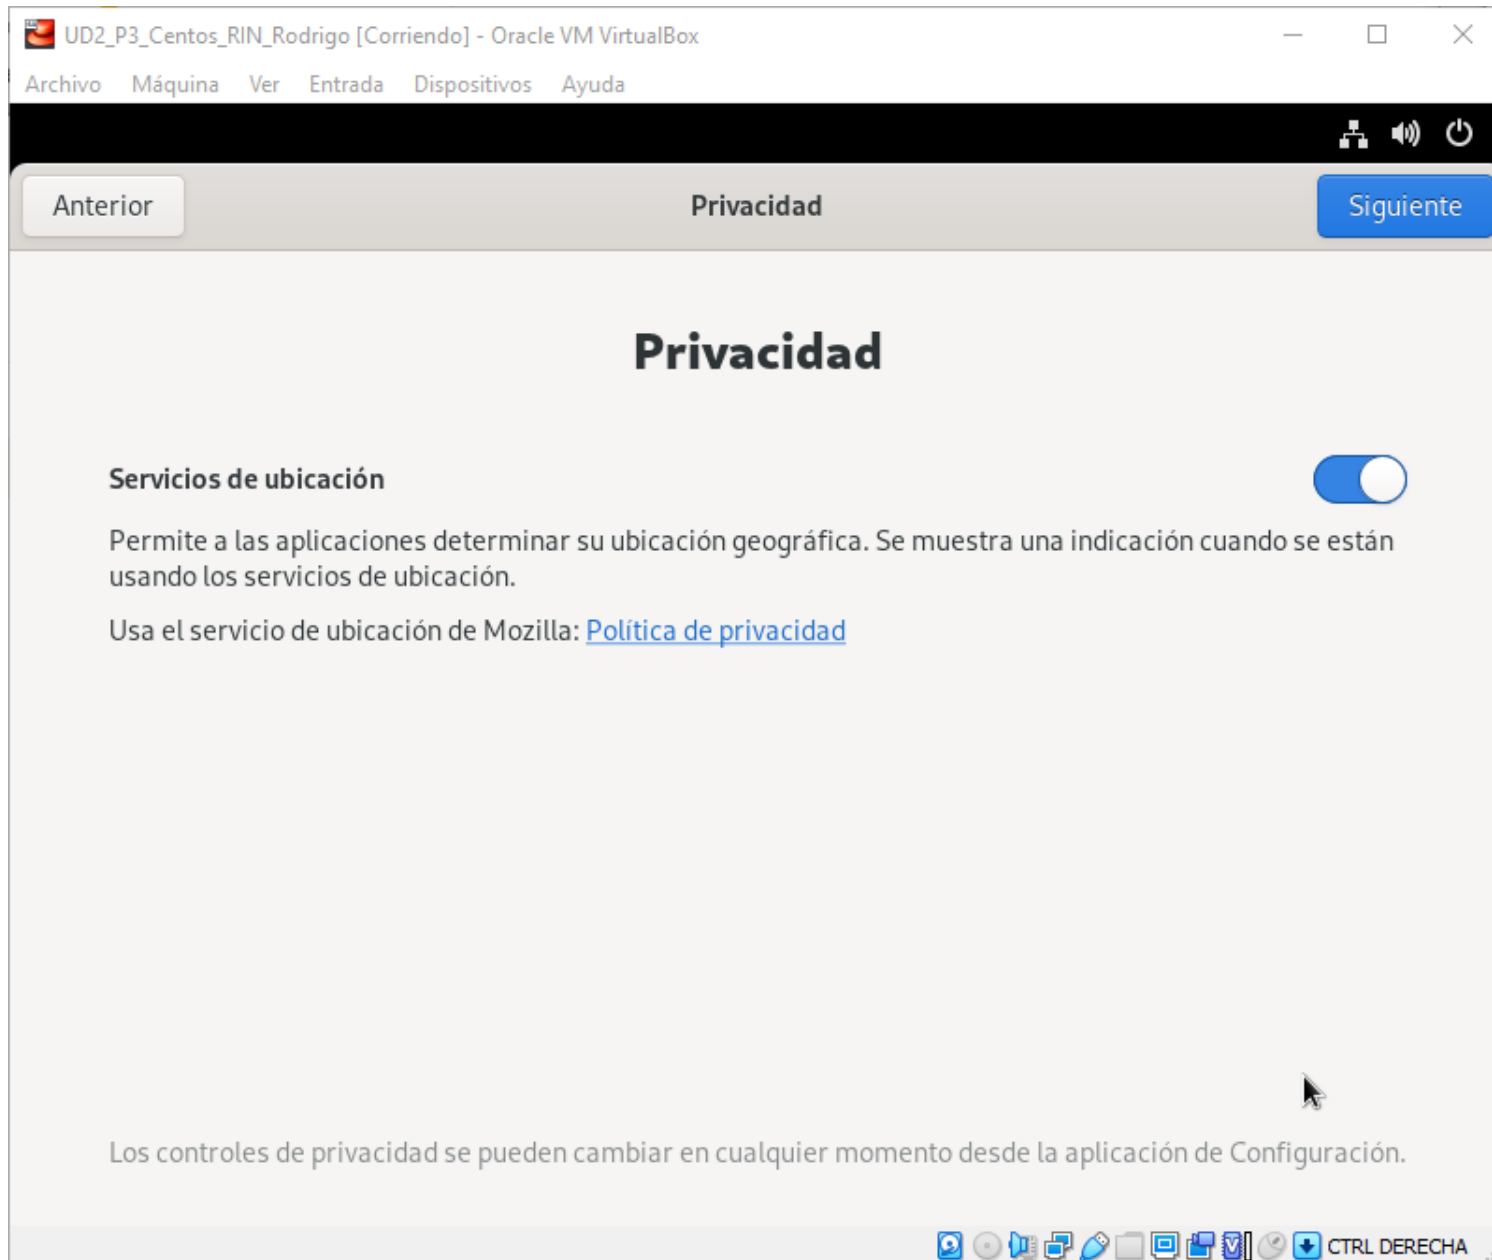 UD2_P3_Centos_RIN_Rodrigo [Corriendo] - Oracle VM VirtualBox
Archivo Máquina Ver Entrada Dispositivos Ayuda
Anterior Privacidad Siguiente
Privacidad
Servicios de ubicación
Permite a las aplicaciones determinar su ubicación geográfica. Se muestra una indicación cuando se están
usando los servicios de ubicación.
Usa el servicio de ubicación de Mozilla: Política de privacidad
Los controles de privacidad se pueden cambiar en cualquier momento desde la aplicación de Configuración.
CTRL DERECHA